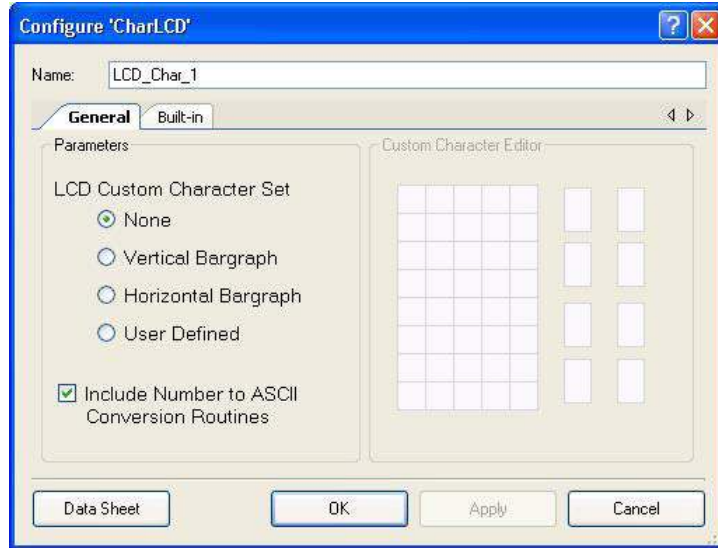 Configure 'CharLCD'
Name: LCD_Char_1
General Built-in
Parameters
LCD Custom Character Set
None
Vertical Bargraph
Horizontal Bargraph
User Defined
Include Number to ASCII
Conversion Routines
Custom Character Editor
Data Sheet OK Apply Cancel